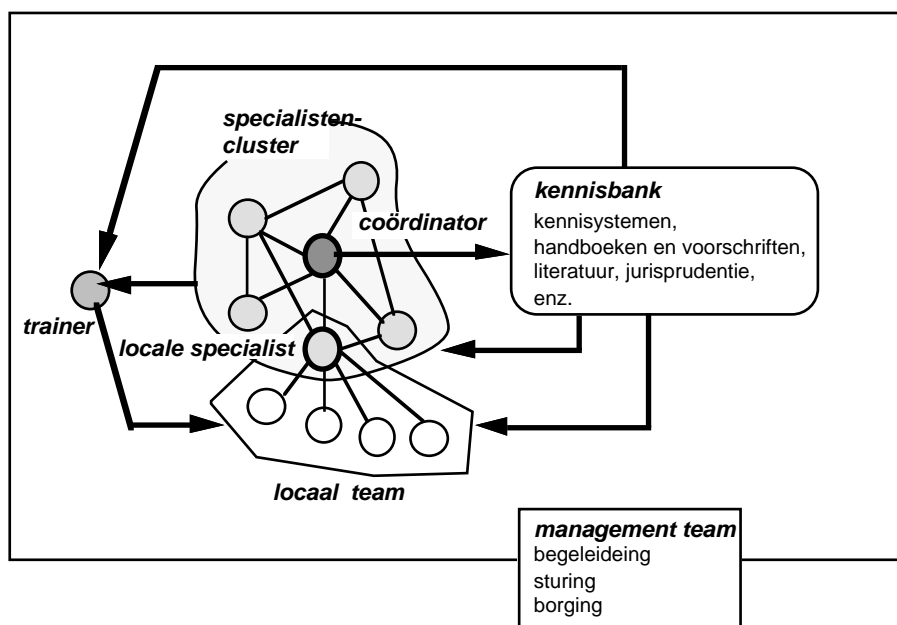 specialisten-
cluster
coördinator
kennisbank
kennisystemen,
handboeken en voorschriften,
literatuur, jurisprudentie,
enz.
trainer
locale specialist
locaal team
management team
begeleideing
sturing
borging